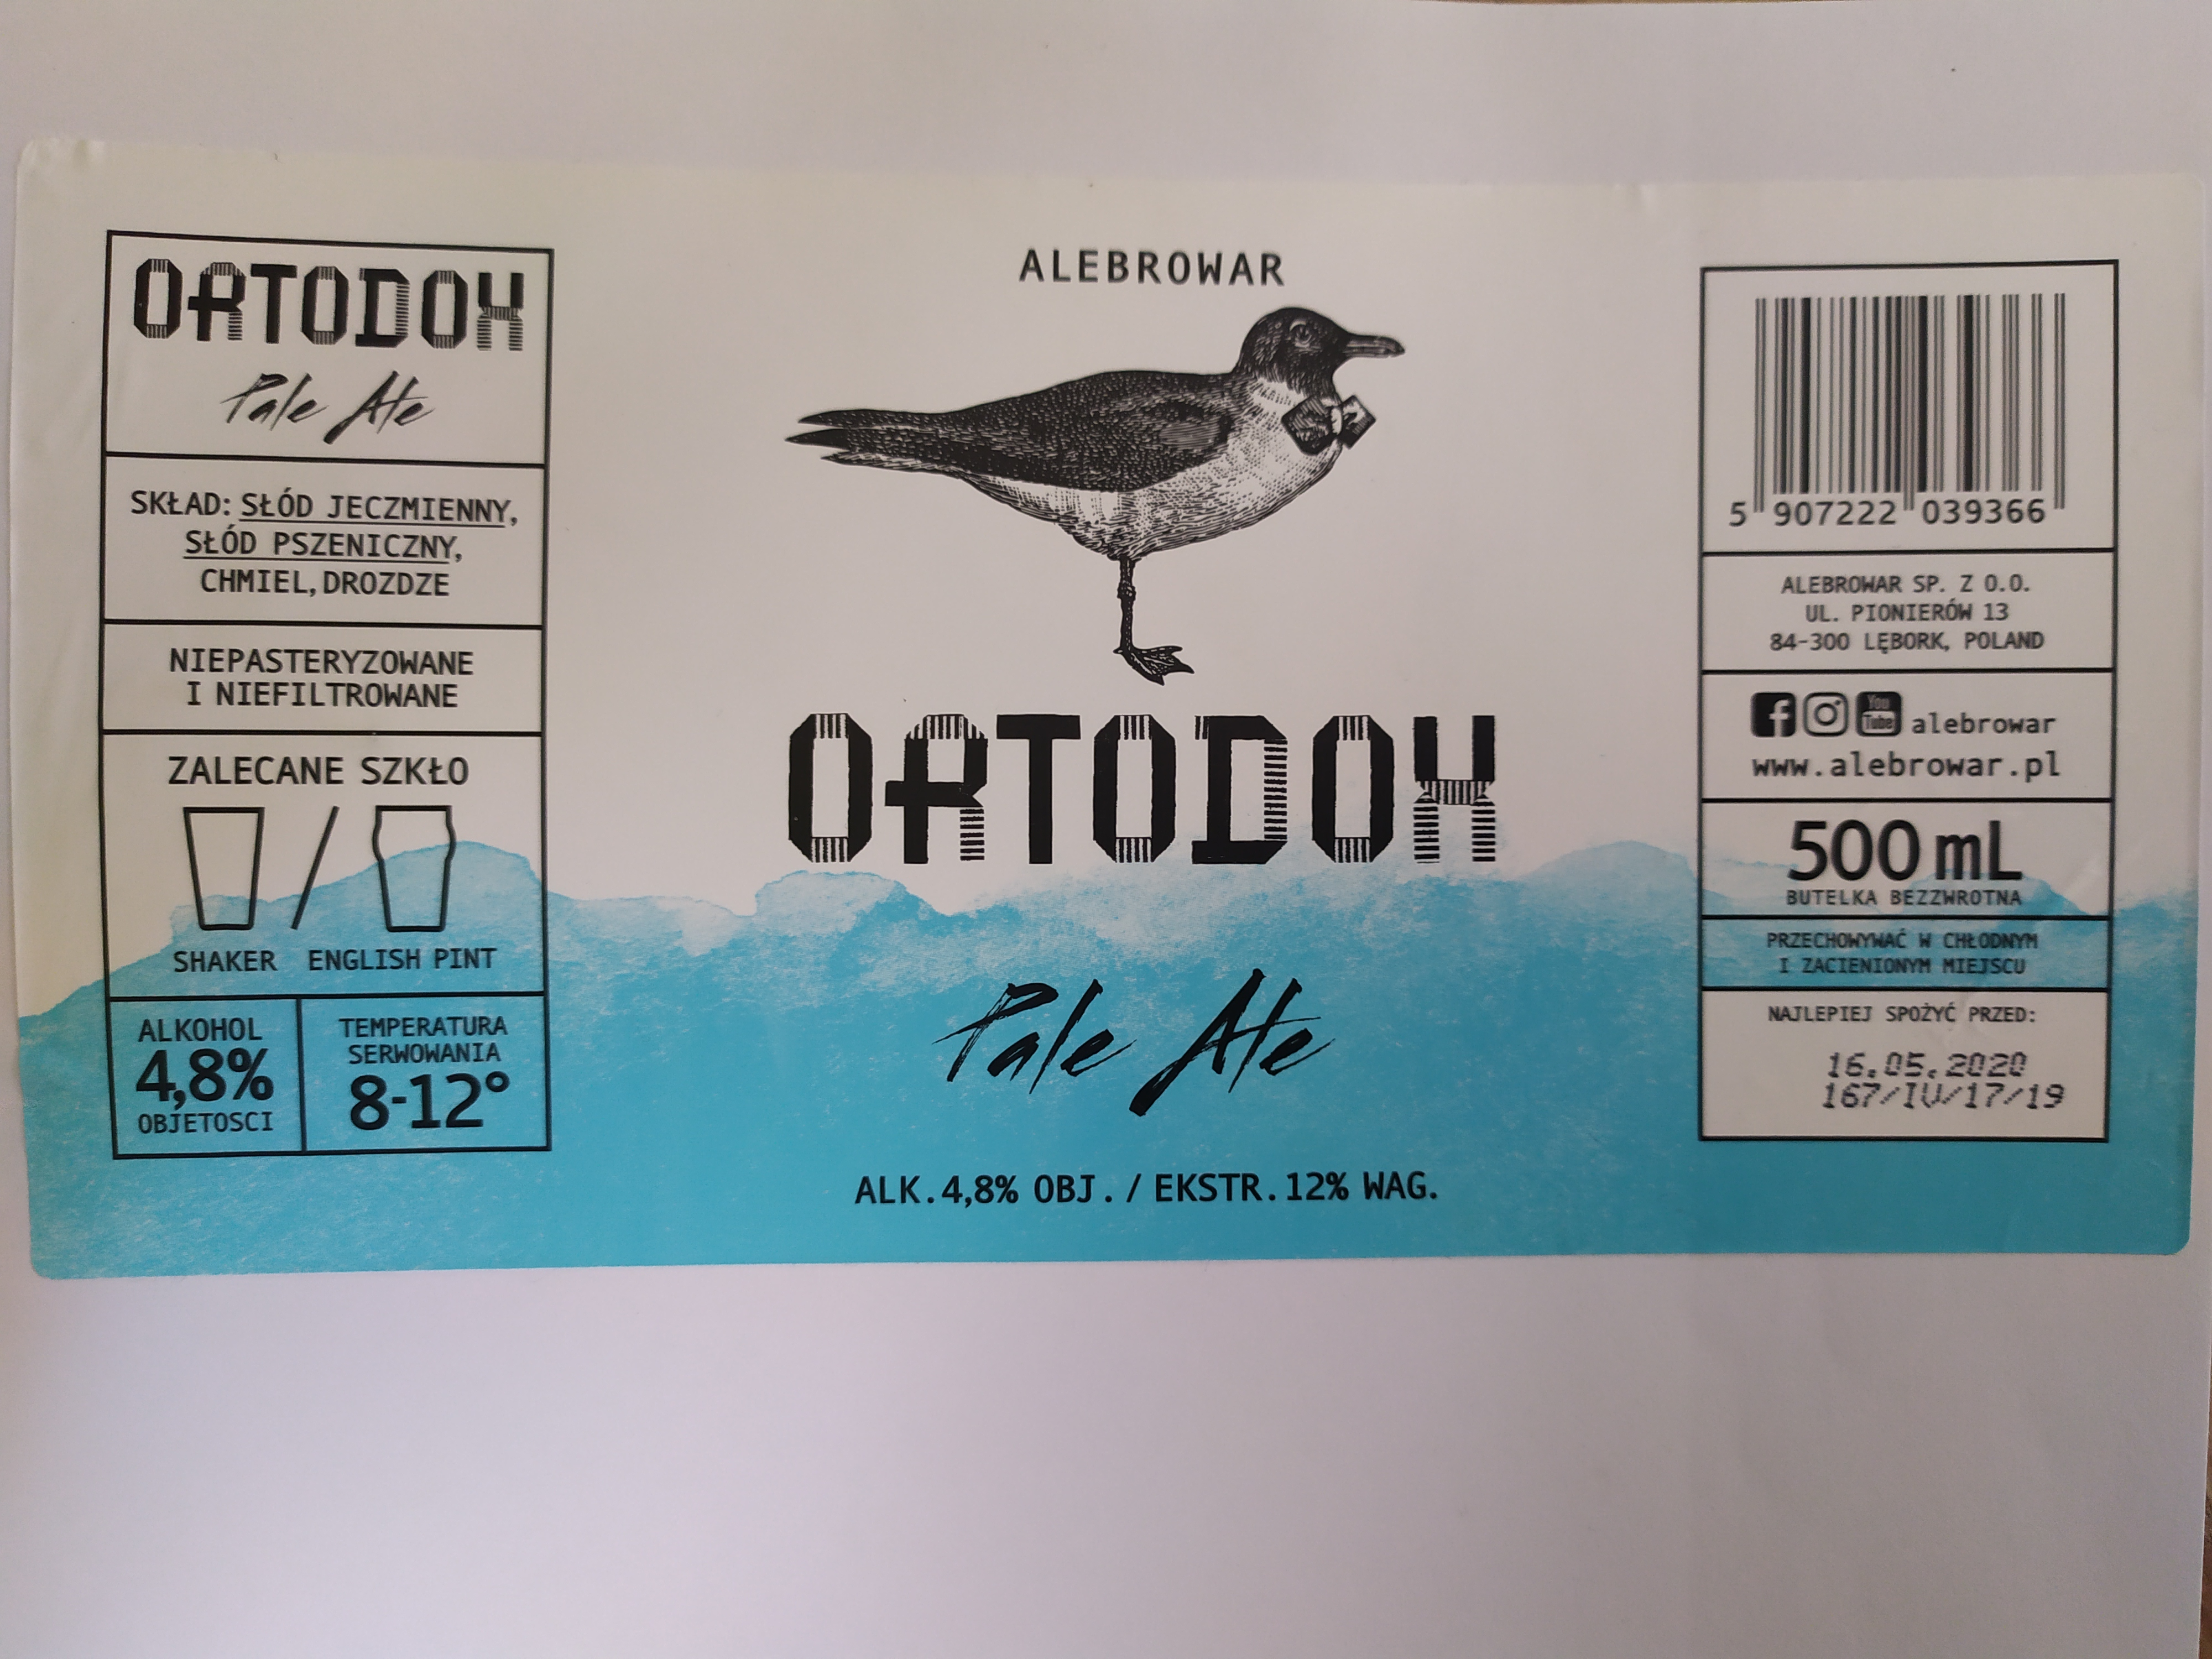 ORTODOX
Pale Ale
SKŁAD: SŁÓD JECZMIENNY,
SŁÓD PSZENICZNY,
CHMIEL, DROZDZE
NIEPASTERYZOWANE
I NIEFILTROWANE
ZALECANE SZKŁO
SHAKER / ENGLISH PINT
ALKOHOL
4,8%
OBJETOSCI
TEMPERATURA
SERWOWANIA
8-12°
ALEBROWAR
ORTODOX
Pale Ale
ALK. 4,8% OBJ. / EKSTR. 12% WAG.
5 907222 039366
ALEBROWAR SP. Z O.O.
UL. PIONIERÓW 13
84-300 LĘBORK, POLAND
You Tube alebrowar
www.alebrowar.pl
500 mL
BUTELKA BEZZWROTNA
PRZECHOWYWAĆ W CHŁODNYM
I ZACIENIONYM MIEJSCU
NAJLEPIEJ SPOŻYĆ PRZED:
16.05.2020
167/IV/17/19